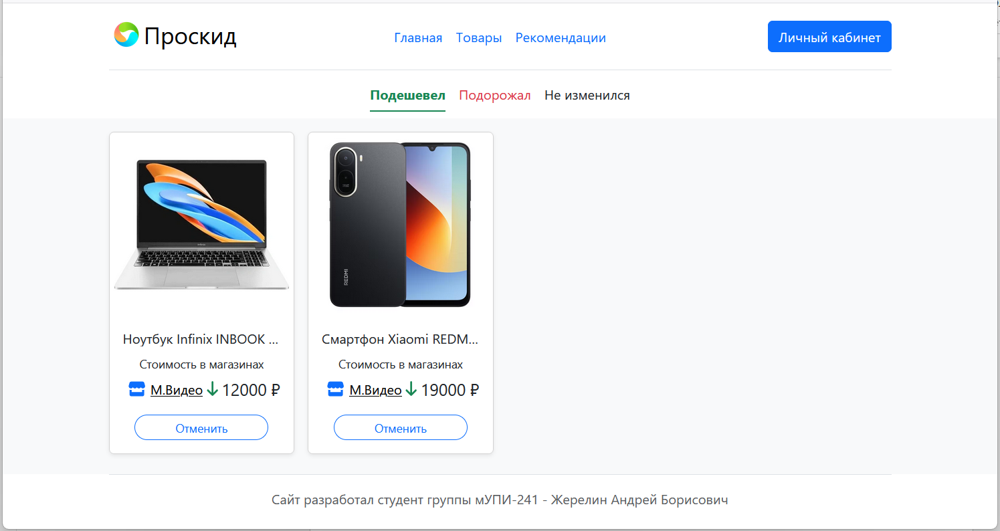 Проскид
Главная Товары Рекомендации
Личный кабинет
Подешевел Подорожал Не изменился
REDMI
Ноутбук Infinix INBOOK ...
Стоимость в магазинах
М.Видео 12000 ₽
Отменить
Смартфон Xiaomi REDM...
Стоимость в магазинах
М.Видео 19000 ₽
Отменить
Сайт разработал студент группы мУПИ-241 - Жерелин Андрей Борисович